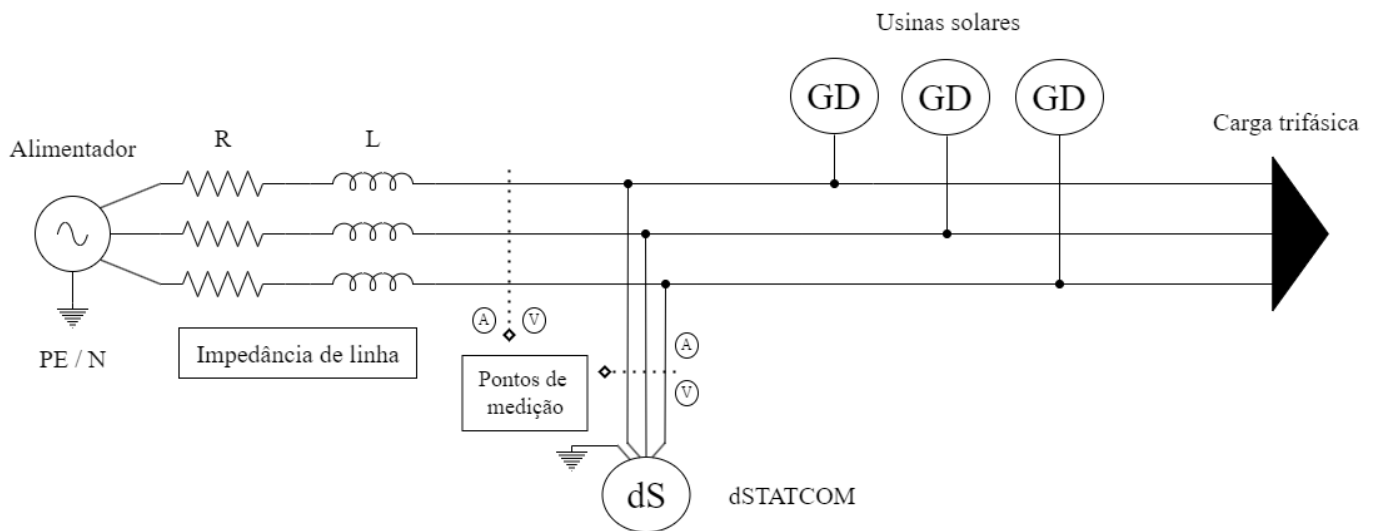 Usinas solares
GD
GD
GD
Carga trifásica
Alimentador
R
L
PE / N
Impedância de linha
A
V
Pontos de
medição
A
V
dS
dSTATCOM